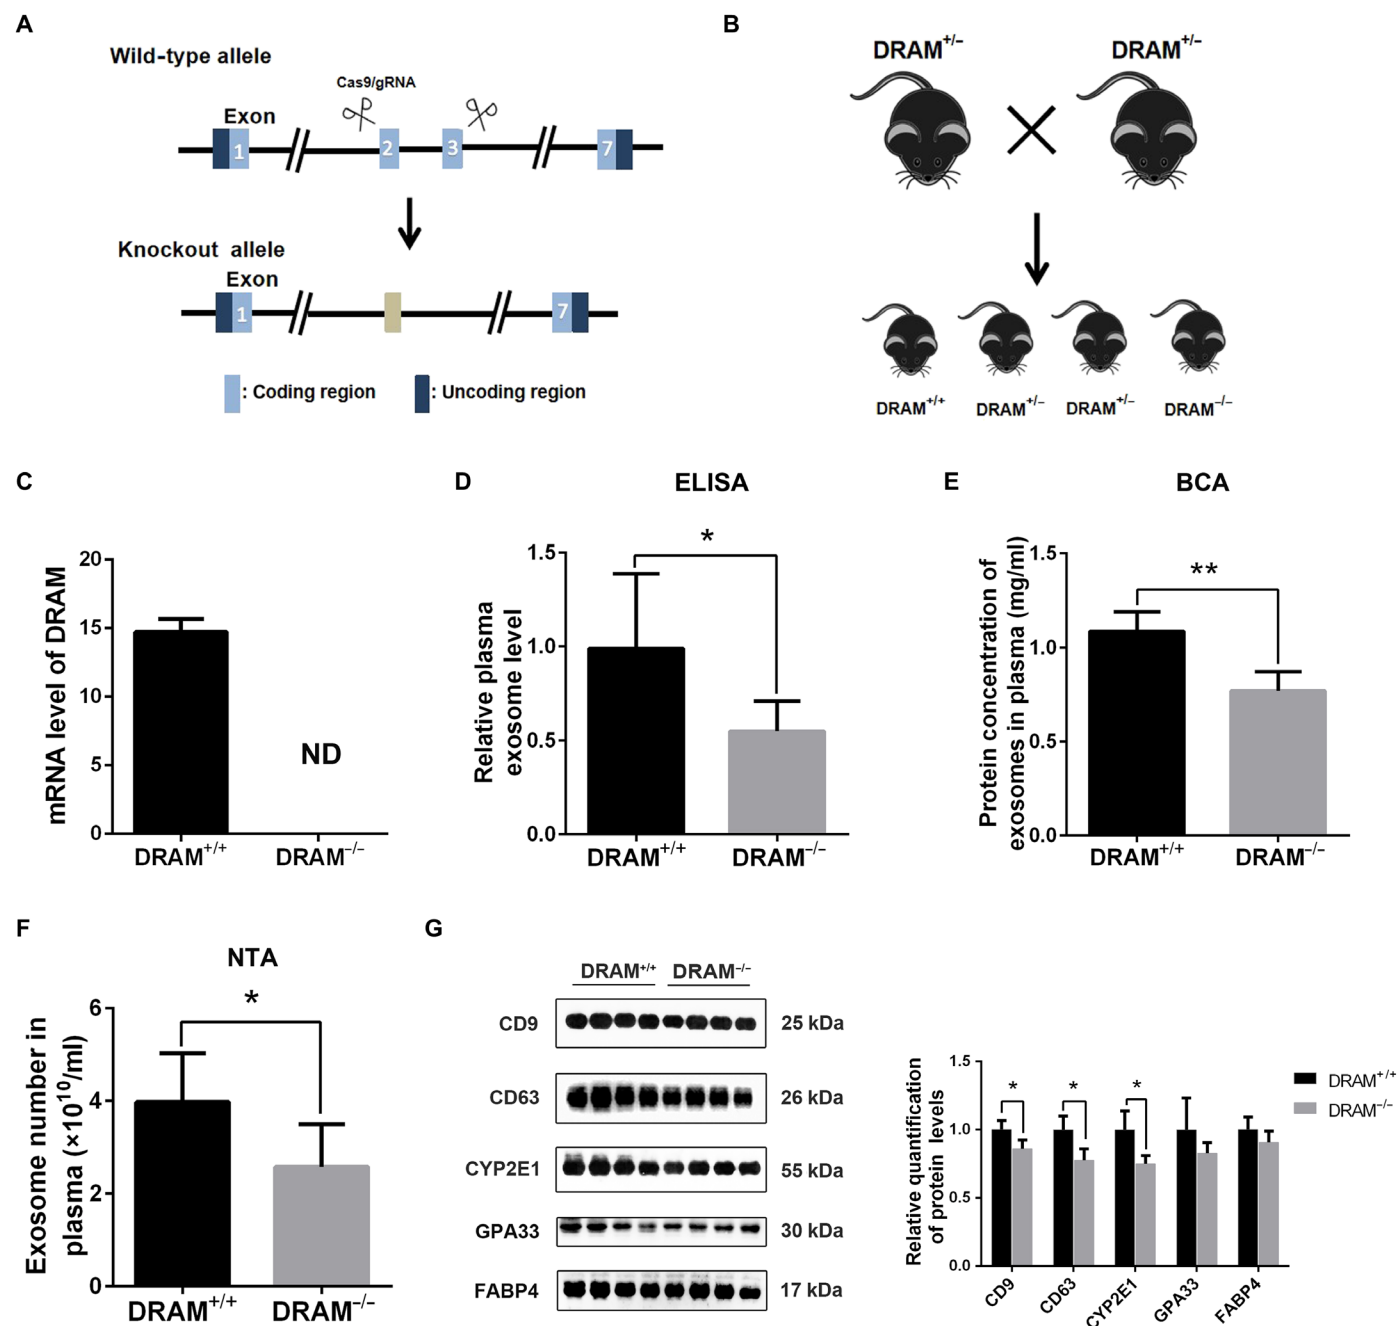 A
Wild-type allele
Cas9/gRNA
Exon
1
2
3
7
Knockout allele
Exon
1
7
: Coding region
: Uncoding region
B
DRAM+/–
DRAM+/–
DRAM+/+
DRAM+/–
DRAM+/–
DRAM–/–
C
mRNA level of DRAM
20
15
10
5
0
ND
DRAM+/+
DRAM–/–
D
ELISA
Relative plasma
exosome level
1.5
1.0
0.5
0.0
*
DRAM+/+
DRAM–/–
E
BCA
Protein concentration of
exosomes in plasma (mg/ml)
1.5
1.0
0.5
0.0
**
DRAM+/+
DRAM–/–
F
NTA
Exosome number in
plasma (×10¹⁰/ml)
6
4
2
0
*
DRAM+/+
DRAM–/–
G
DRAM+/+ DRAM–/–
CD9 25 kDa
CD63 26 kDa
CYP2E1 55 kDa
GPA33 30 kDa
FABP4 17 kDa
Relative quantification
of protein levels
1.5
1.0
0.5
0.0
* * *
DRAM+/+
DRAM–/–
CD9
CD63
CYP2E1
GPA33
FABP4